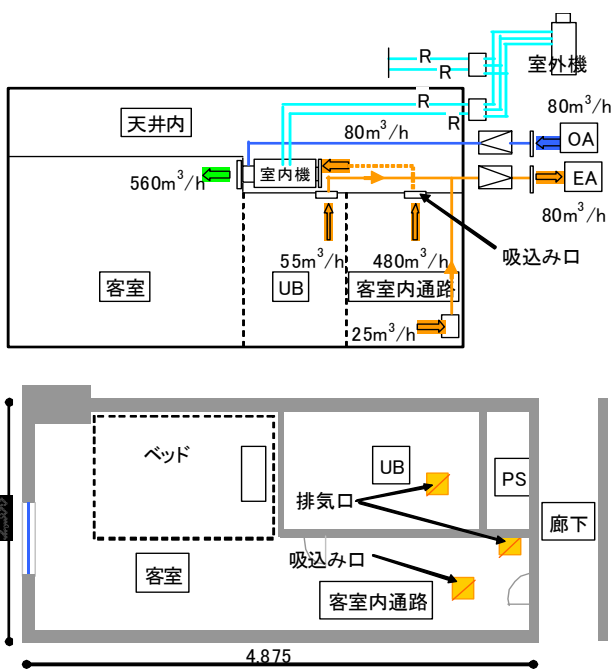 R
R
室外機
天井内
R
R
80m³/h
80m³/h
OA
560m³/h
室内機
EA
80m³/h
吸込み口
55m³/h
480m³/h
客室
UB
客室内通路
25m³/h
ベッド
UB
PS
排気口
廊下
吸込み口
客室
客室内通路
4.875